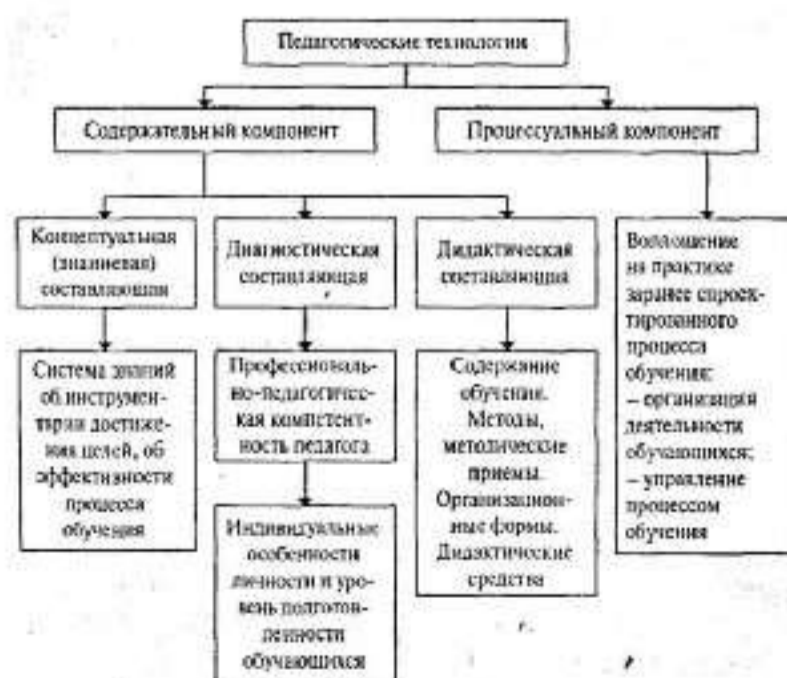 Педагогические технологии
Содержательный компонент
Процессуальный компонент
Концептуальная
(знаниевая)
составляющая
Диагностическая
составляющая
Дидактическая
составляющая
Воплощение
на практике
заранее спроек-
тированного
процесса
обучения:
– организация
деятельности
обучающихся;
– управление
процессом
обучения
Система знаний
об инструмен-
тарии достиже-
ния целей, об
эффективности
процесса
обучения
Профессиональ-
но-педагогичес-
кая компетент-
ность педагога
Содержание
обучения.
Методы,
методические
приемы.
Организацион-
ные формы.
Дидактические
средства
Индивидуальные
особенности
личности и уро-
вень подготов-
ленности
обучающихся